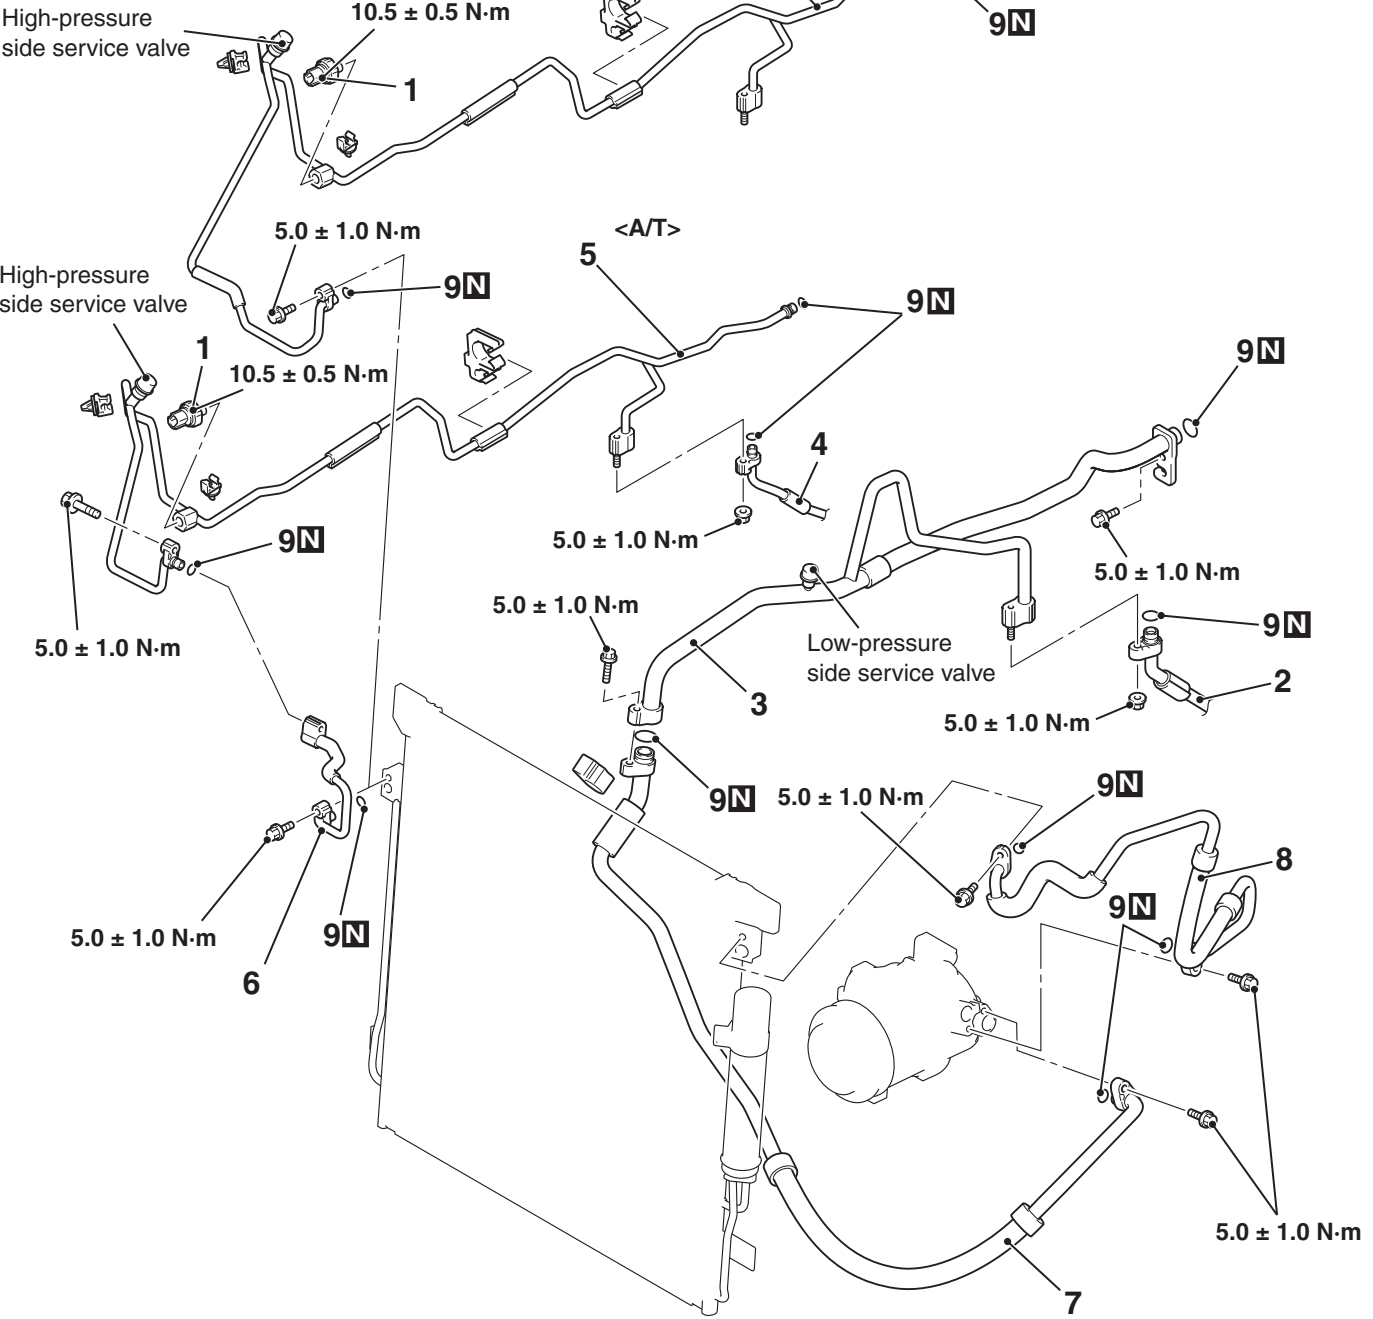 High-pressure
side service valve
10.5 ± 0.5 N·m
9N
1
5.0 ± 1.0 N·m
<A/T>
5
High-pressure
side service valve
9N
9N
1
10.5 ± 0.5 N·m
9N
4
9N
5.0 ± 1.0 N·m
5.0 ± 1.0 N·m
5.0 ± 1.0 N·m
9N
5.0 ± 1.0 N·m
Low-pressure
side service valve
3
2
5.0 ± 1.0 N·m
9N
5.0 ± 1.0 N·m
9N
8
9N
5.0 ± 1.0 N·m
9N
6
5.0 ± 1.0 N·m
7